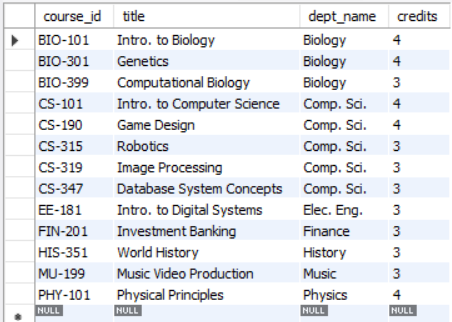 course_id title dept_name credits
BIO-101 Intro. to Biology Biology 4
BIO-301 Genetics Biology 4
BIO-399 Computational Biology Biology 3
CS-101 Intro. to Computer Science Comp. Sci. 4
CS-190 Game Design Comp. Sci. 4
CS-315 Robotics Comp. Sci. 3
CS-319 Image Processing Comp. Sci. 3
CS-347 Database System Concepts Comp. Sci. 3
EE-181 Intro. to Digital Systems Elec. Eng. 3
FIN-201 Investment Banking Finance 3
HIS-351 World History History 3
MU-199 Music Video Production Music 3
PHY-101 Physical Principles Physics 4
NULL NULL NULL NULL